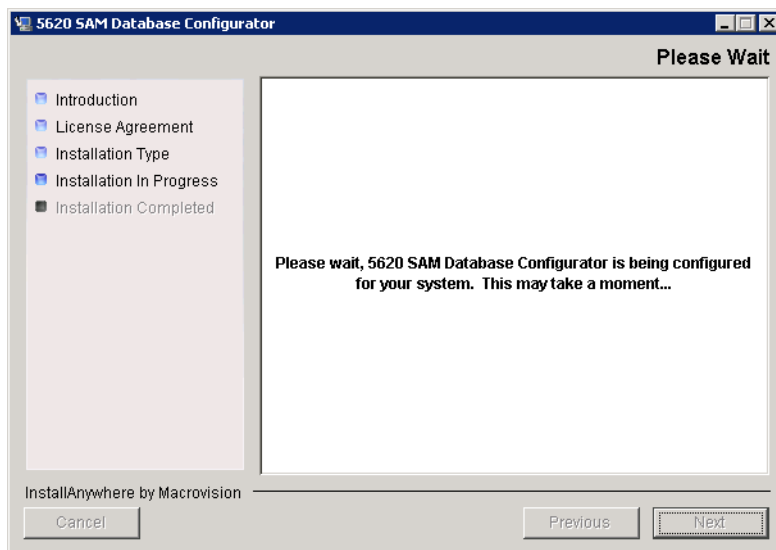 5620 SAM Database Configurator
Please Wait
Introduction
License Agreement
Installation Type
Installation In Progress
Installation Completed
Please wait, 5620 SAM Database Configurator is being configured
for your system. This may take a moment...
InstallAnywhere by Macrovision
Cancel
Previous
Next